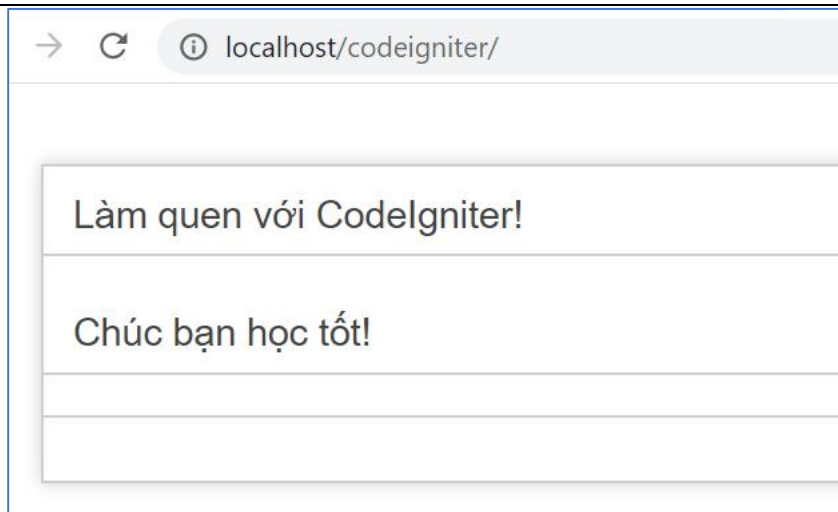 localhost/codeigniter/
Làm quen với CodeIgniter!
Chúc bạn học tốt!